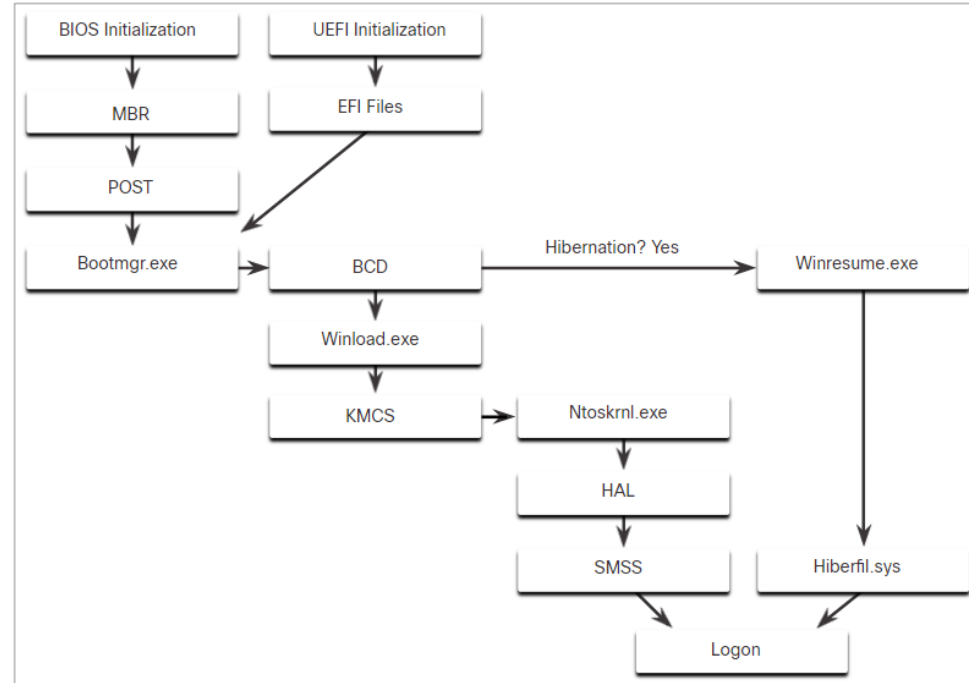 BIOS Initialization
UEFI Initialization
MBR
EFI Files
POST
Bootmgr.exe
BCD
Hibernation? Yes
Winresume.exe
Winload.exe
KMCS
Ntoskrnl.exe
HAL
SMSS
Hiberfil.sys
Logon